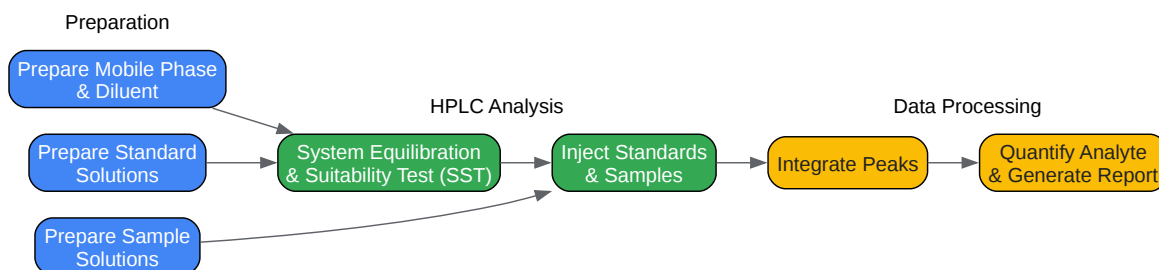 Preparation
Prepare Mobile Phase
& Diluent
HPLC Analysis
Data Processing
Prepare Standard
Solutions
System Equilibration
& Suitability Test (SST)
Inject Standards
& Samples
Integrate Peaks
Quantify Analyte
& Generate Report
Prepare Sample
Solutions